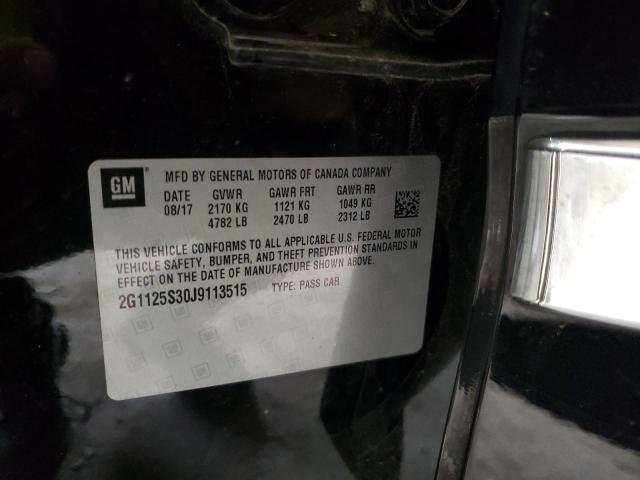 GM
MFD BY GENERAL MOTORS OF CANADA COMPANY
DATE GVWR GAWR FRT GAWR RR
08/17 2170 KG 1121 KG 1049 KG
4782 LB 2470 LB 2312 LB
THIS VEHICLE CONFORMS TO ALL APPLICABLE U.S. FEDERAL MOTOR
VEHICLE SAFETY, BUMPER, AND THEFT PREVENTION STANDARDS IN
EFFECT ON THE DATE OF MANUFACTURE SHOWN ABOVE.
2G1125S30J9113515 TYPE: PASS CAR